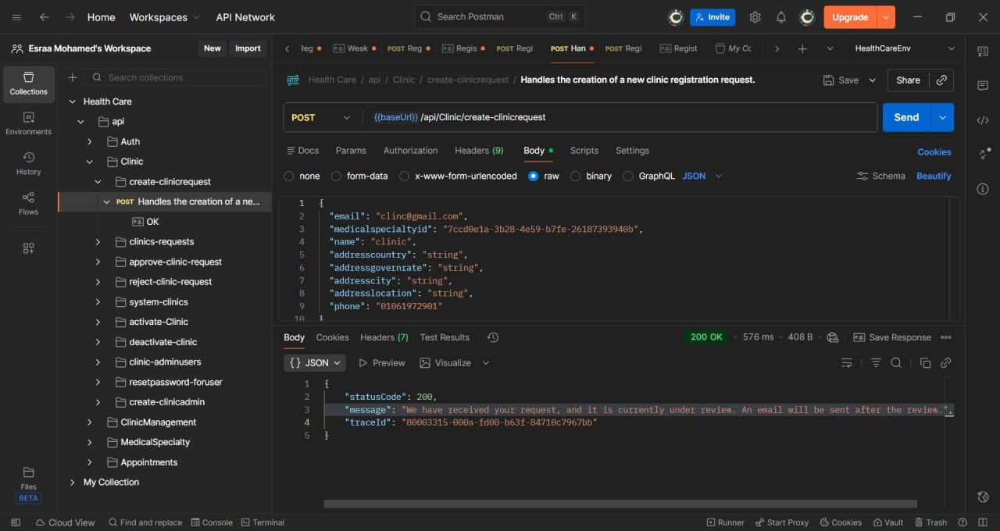 Home Workspaces API Network Search Postman Ctrl K Invite Upgrade
Esraa Mohamed's Workspace New Import
Reg Weak POST Reg Regis POST Regi POST Han POST Regi Regist My Cc HealthCareEnv
Collections
Environments
History
Flows
Files
BETA
Search collections
Health Care
api
Auth
Clinic
create-clinicrequest
POST Handles the creation of a ne...
OK
clinics-requests
approve-clinic-request
reject-clinic-request
system-clinics
activate-Clinic
deactivate-clinic
clinic-adminusers
resetpassword-foruser
create-clinicadmin
ClinicManagement
MedicalSpecialty
Appointments
My Collection
HTTP Health Care / api / Clinic / create-clinicrequest / Handles the creation of a new clinic registration request. Save Share
POST {{baseUrl}} /api/Clinic/create-clinicrequest Send
Docs Params Authorization Headers (9) Body Scripts Settings Cookies
none form-data x-www-form-urlencoded raw binary GraphQL JSON Schema Beautify
1 {
2 "email": "clinc@gmail.com",
3 "medicalspecialtyid": "7ccd0e1a-3b28-4e59-b7fe-26187393940b",
4 "name": "clinic",
5 "addresscountry": "string",
6 "addressgovernrate": "string",
7 "addresscity": "string",
8 "addresslocation": "string",
9 "phone": "01061972901"
10 }
Body Cookies Headers (7) Test Results 200 OK 576 ms 408 B Save Response
{} JSON Preview Visualize
1 {
2 "statusCode": 200,
3 "message": "We have received your request, and it is currently under review. An email will be sent after the review.",
4 "traceId": "80003315-000a-fd00-b63f-84710c7967bb"
5 }
Cloud View Find and replace Console Terminal Runner Start Proxy Cookies Vault Trash